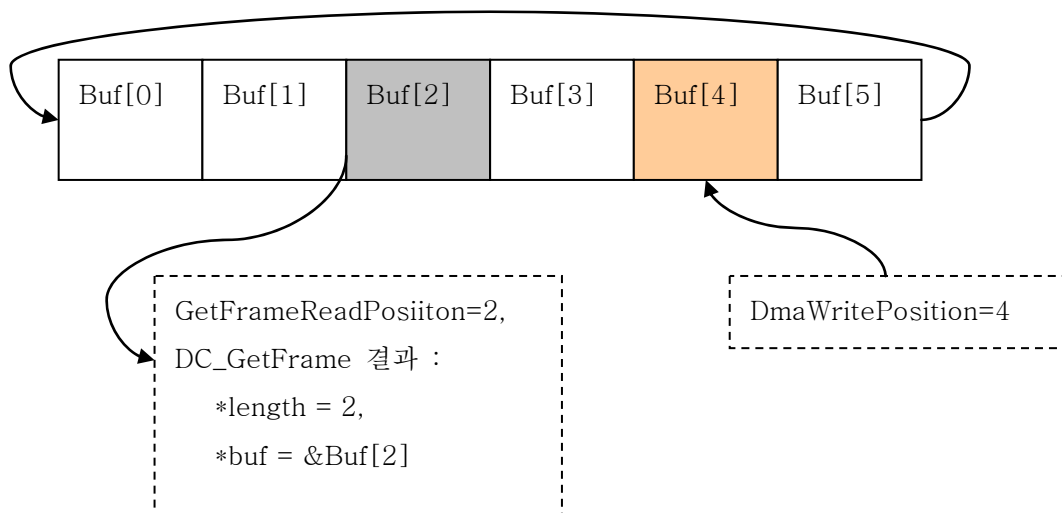 Buf[0] Buf[1] Buf[2] Buf[3] Buf[4] Buf[5]
GetFrameReadPosiiton=2,
DC_GetFrame 결과 :
*length = 2,
*buf = &Buf[2]
DmaWritePosition=4